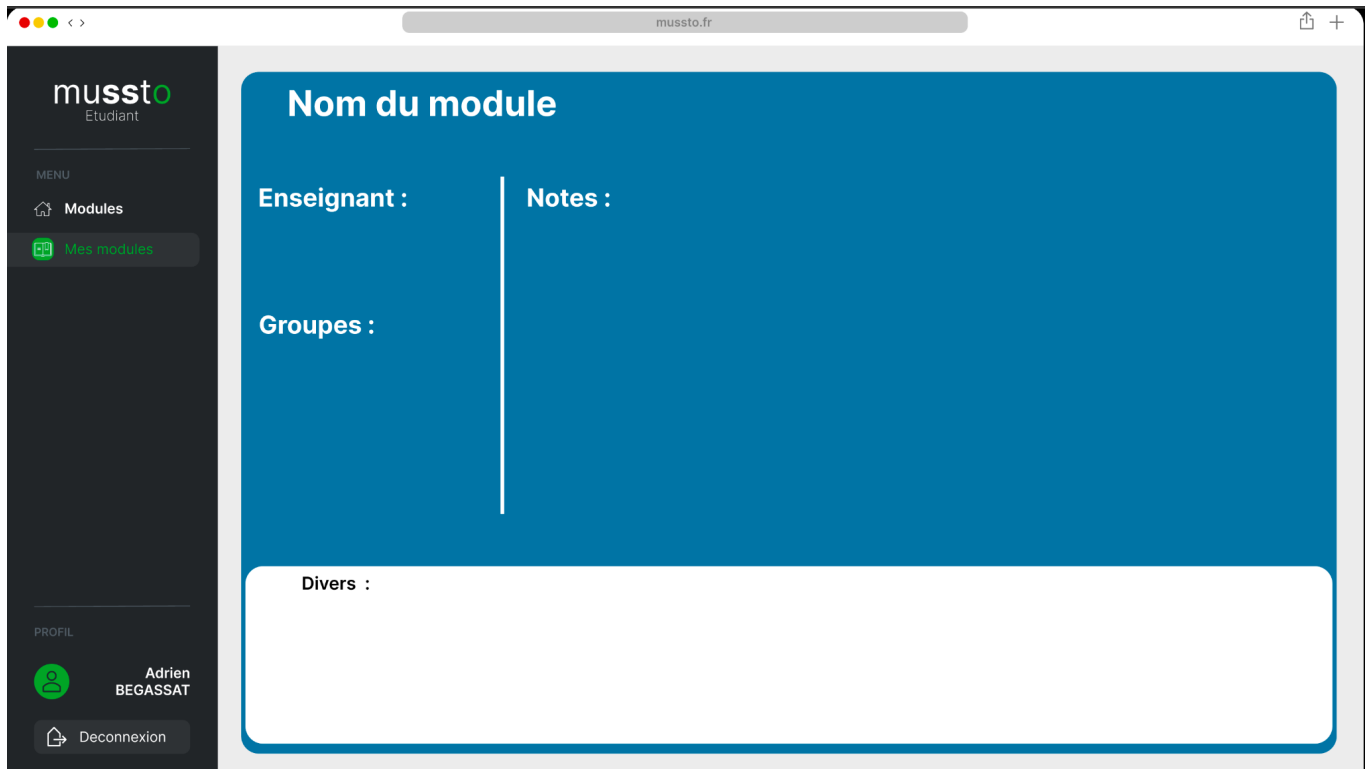 mussto.fr
mussto
Etudiant
MENU
Modules
Mes modules
PROFIL
Adrien
BEGASSAT
Deconnexion
Nom du module
Enseignant :
Groupes :
Notes :
Divers :